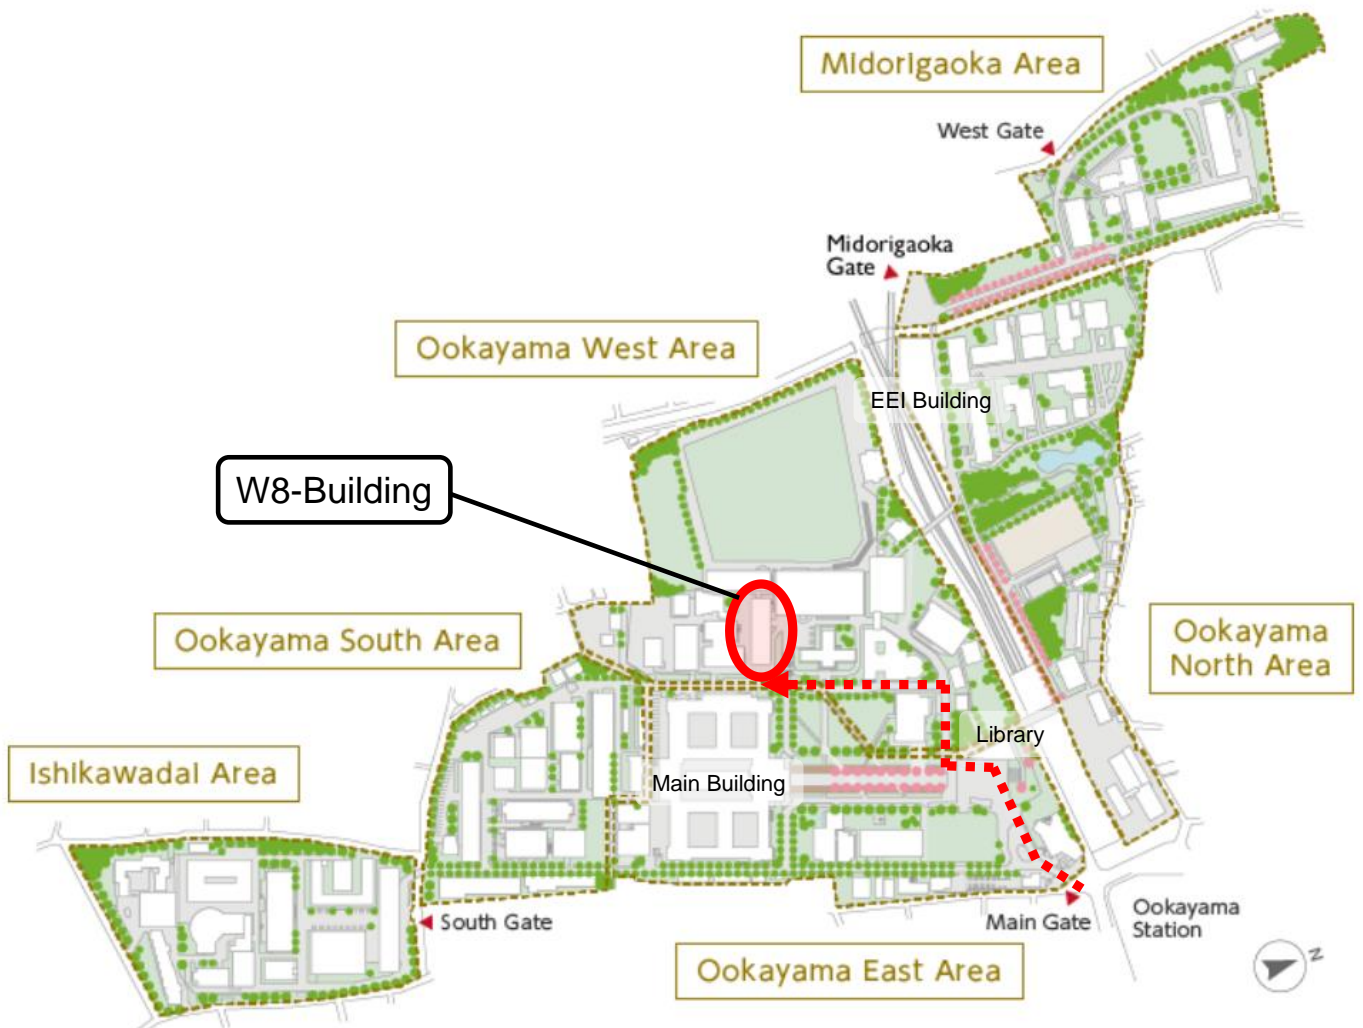 Midorigaoka Area
West Gate
Midorigaoka
Gate
Ookayama West Area
EEI Building
W8-Building
Ookayama South Area
Ookayama
North Area
Library
Ishikawadai Area
Main Building
South Gate
Main Gate
Ookayama
Station
Ookayama East Area
N